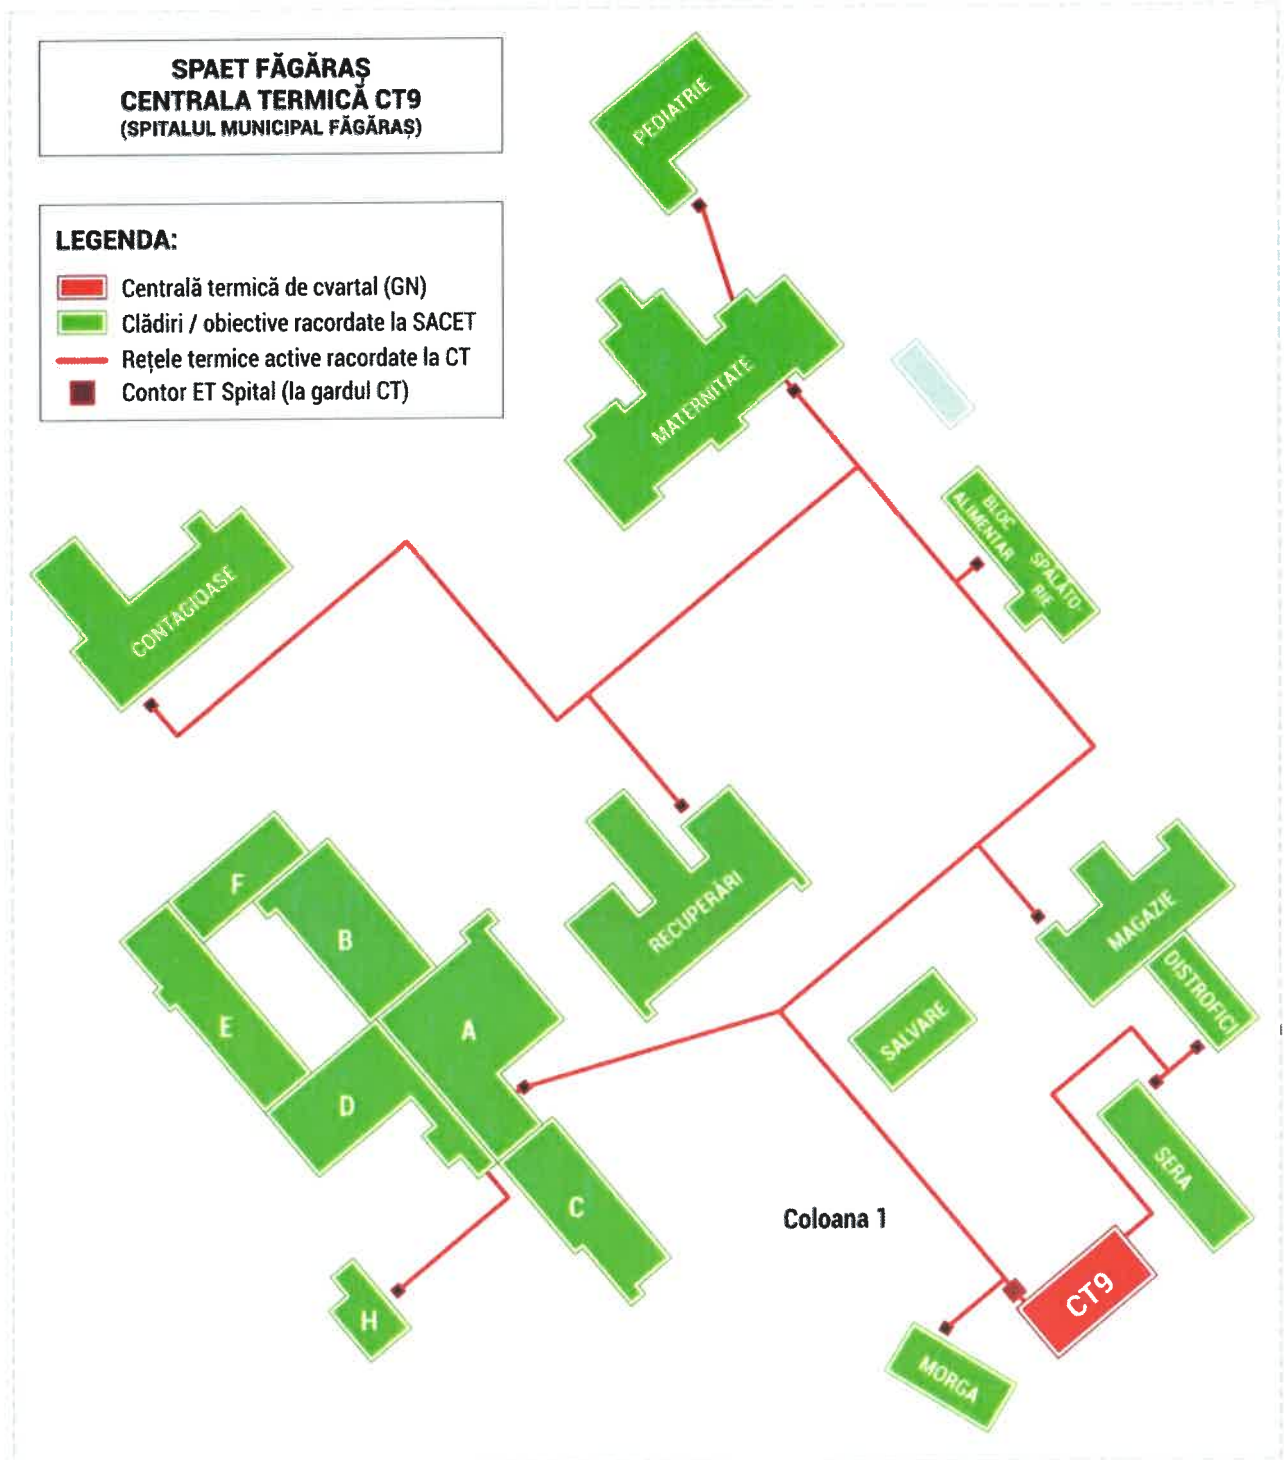 SPAET FĂGĂRAȘ
CENTRALA TERMICĂ CT9
(SPITALUL MUNICIPAL FĂGĂRAȘ)
LEGENDA:
Centrală termică de cvartal (GN)
Clădiri / obiective racordate la SACET
Rețele termice active racordate la CT
Contor ET Spital (la gardul CT)
PEDIATRIE
MATERNITATE
BLOC
ALIMENTAR
SPALATO-
RIE
CONTAGIOASE
RECUPERĂRI
MAGAZIE
DISTROFICI
SALVARE
SERA
F
B
E
A
D
C
H
Coloana 1
CT9
MORGA